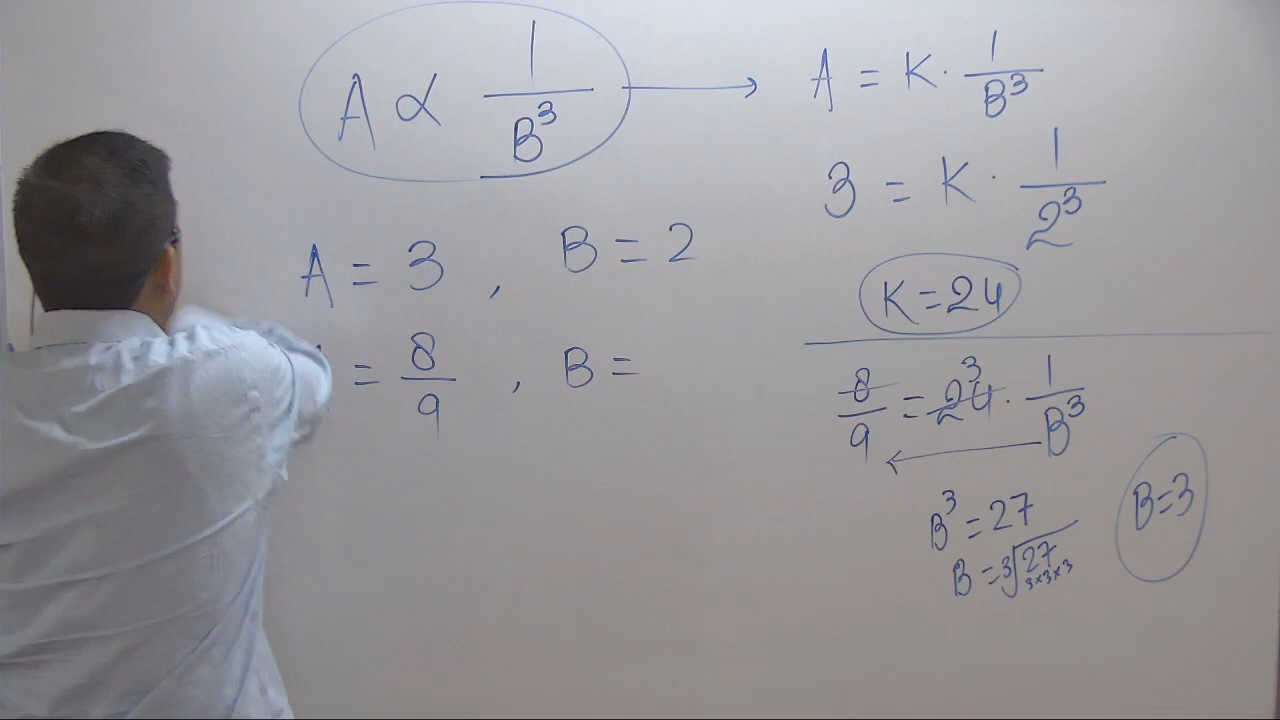 A ∝ 1/B³ → A = K · 1/B³
3 = K · 1/2³
A = 3 , B = 2
K = 24
= 8/9 , B =
8/9 = 24 3 · 1/B³
B³ = 27
B = ³√27
3×3×3
B = 3